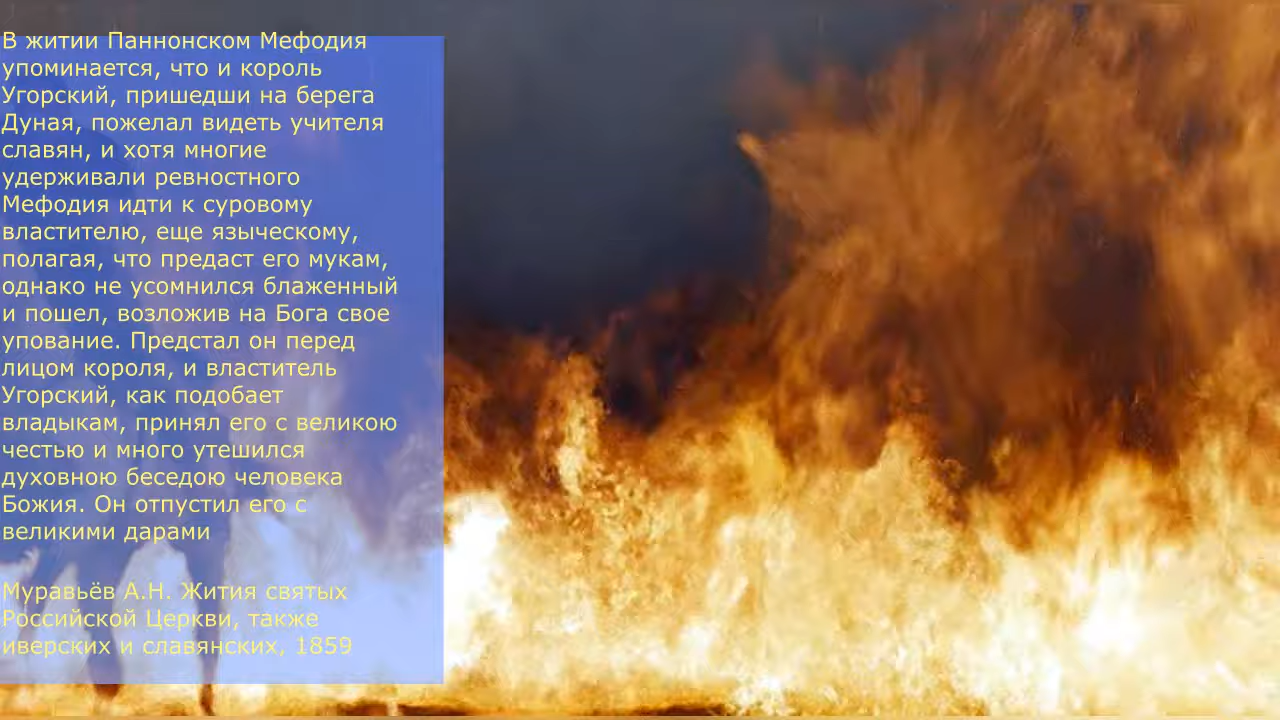 В житии Паннонском Мефодия
упоминается, что и король
Угорский, пришедши на берега
Дуная, пожелал видеть учителя
славян, и хотя многие
удерживали ревностного
Мефодия идти к суровому
властителю, еще языческому,
полагая, что предаст его мукам,
однако не усомнился блаженный
и пошел, возложив на Бога свое
упование. Предстал он перед
лицом короля, и властитель
Угорский, как подобает
владыкам, принял его с великою
честью и много утешился
духовною беседою человека
Божия. Он отпустил его с
великими дарами
Муравьёв А.Н. Жития святых
Российской Церкви, также
иверских и славянских, 1859